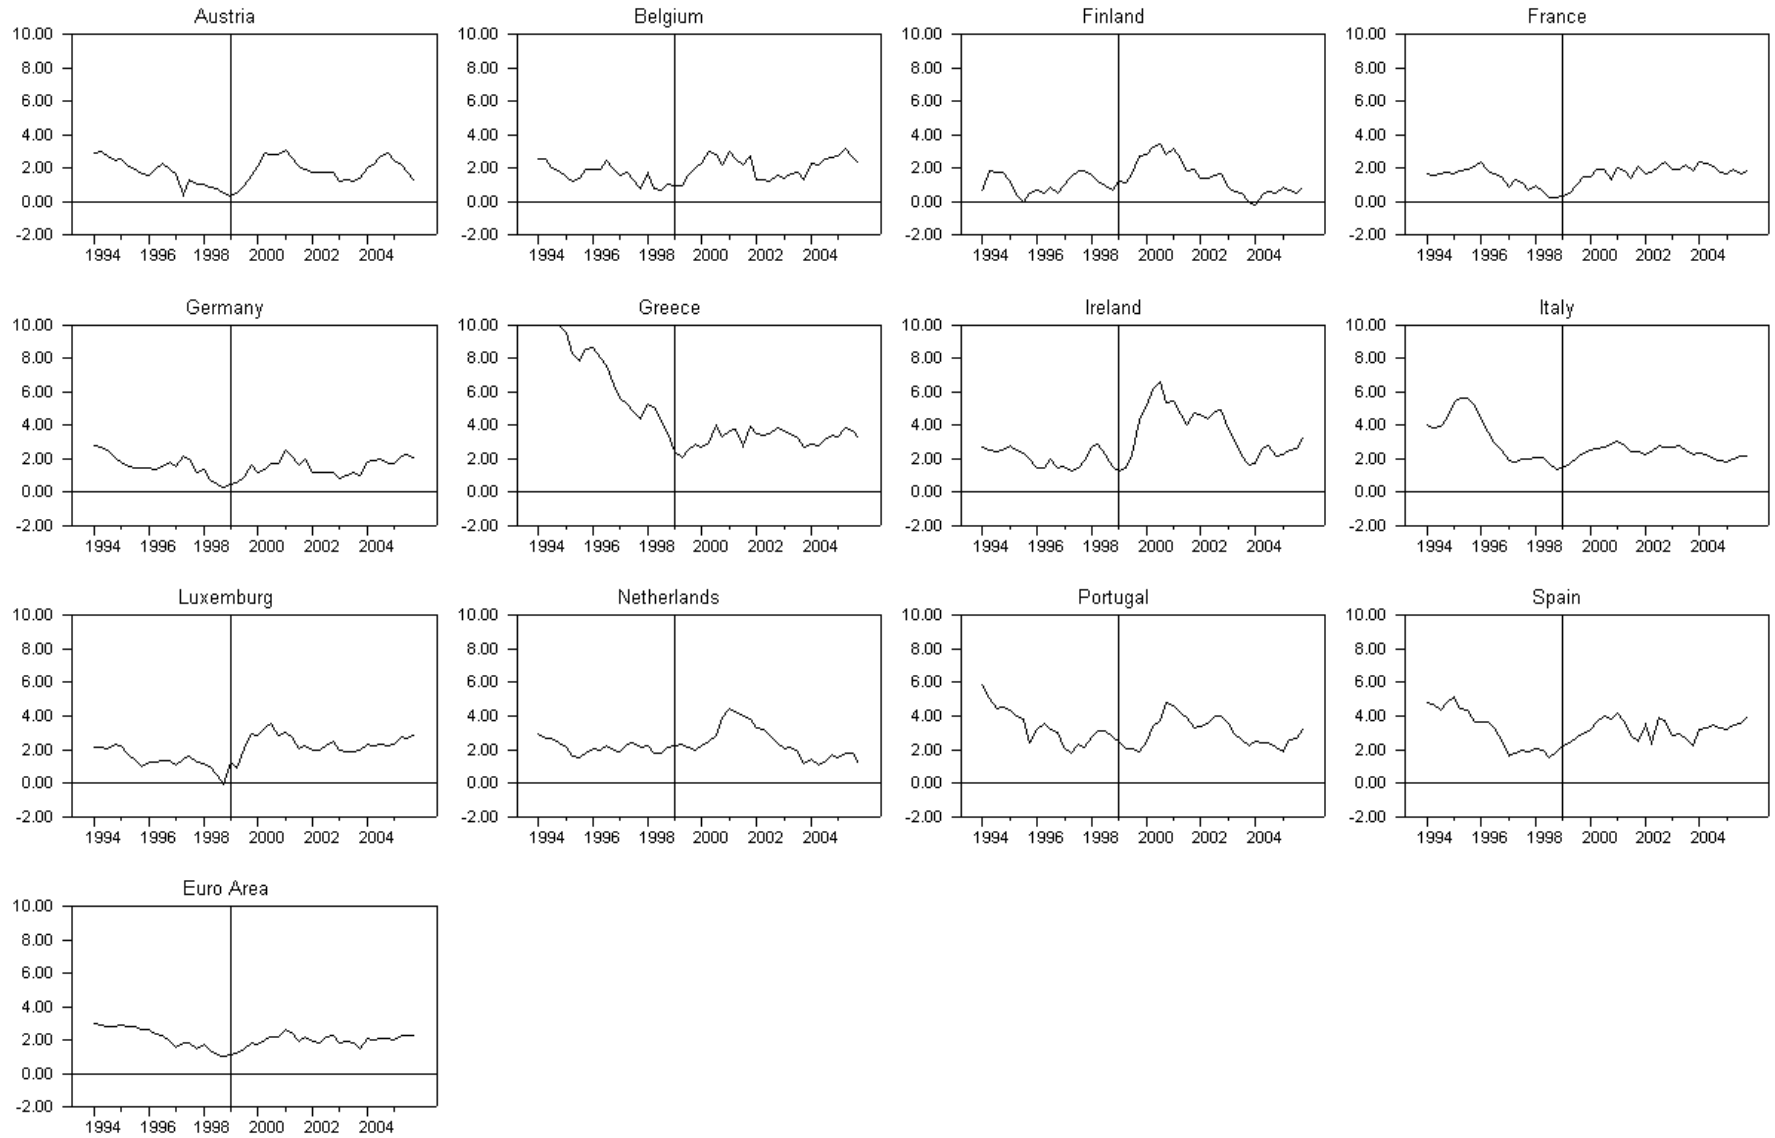 Austria Belgium Finland France
10.00 10.00 10.00 10.00
8.00 8.00 8.00 8.00
6.00 6.00 6.00 6.00
4.00 4.00 4.00 4.00
2.00 2.00 2.00 2.00
0.00 0.00 0.00 0.00
-2.00 -2.00 -2.00 -2.00
1994 1996 1998 2000 2002 2004 1994 1996 1998 2000 2002 2004 1994 1996 1998 2000 2002 2004 1994 1996 1998 2000 2002 2004
Germany Greece Ireland Italy
10.00 10.00 10.00 10.00
8.00 8.00 8.00 8.00
6.00 6.00 6.00 6.00
4.00 4.00 4.00 4.00
2.00 2.00 2.00 2.00
0.00 0.00 0.00 0.00
-2.00 -2.00 -2.00 -2.00
1994 1996 1998 2000 2002 2004 1994 1996 1998 2000 2002 2004 1994 1996 1998 2000 2002 2004 1994 1996 1998 2000 2002 2004
Luxemburg Netherlands Portugal Spain
10.00 10.00 10.00 10.00
8.00 8.00 8.00 8.00
6.00 6.00 6.00 6.00
4.00 4.00 4.00 4.00
2.00 2.00 2.00 2.00
0.00 0.00 0.00 0.00
-2.00 -2.00 -2.00 -2.00
1994 1996 1998 2000 2002 2004 1994 1996 1998 2000 2002 2004 1994 1996 1998 2000 2002 2004 1994 1996 1998 2000 2002 2004
Euro Area
10.00
8.00
6.00
4.00
2.00
0.00
-2.00
1994 1996 1998 2000 2002 2004